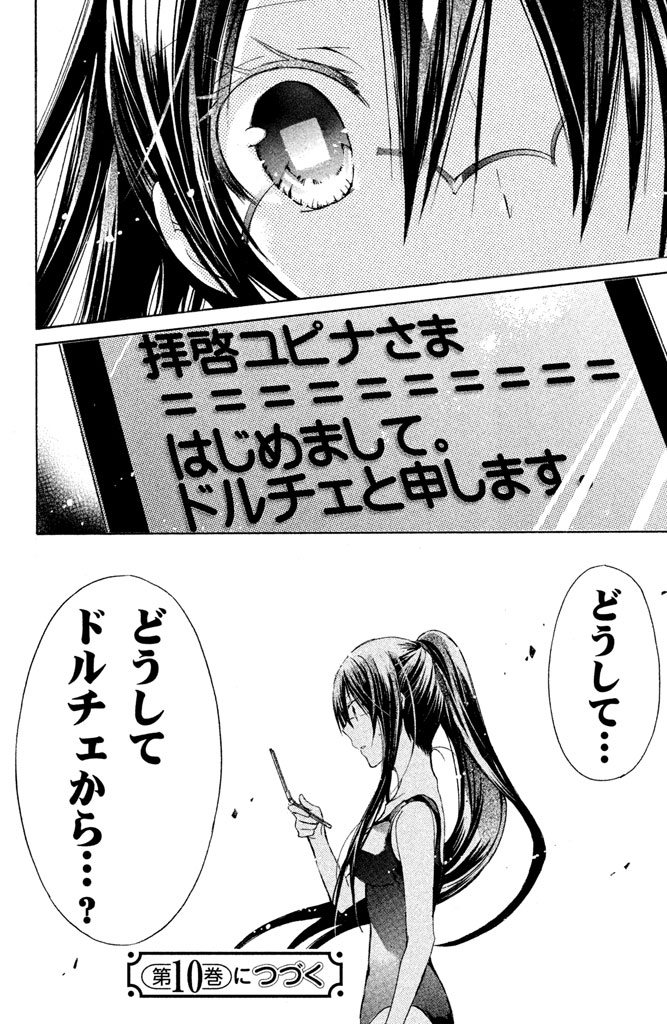 拝啓ユピナさま
＝＝＝＝＝＝＝＝＝＝＝
はじめまして。
ドルチェと申します
どうして…
どうして
ドルチェから…？
第10巻につづく